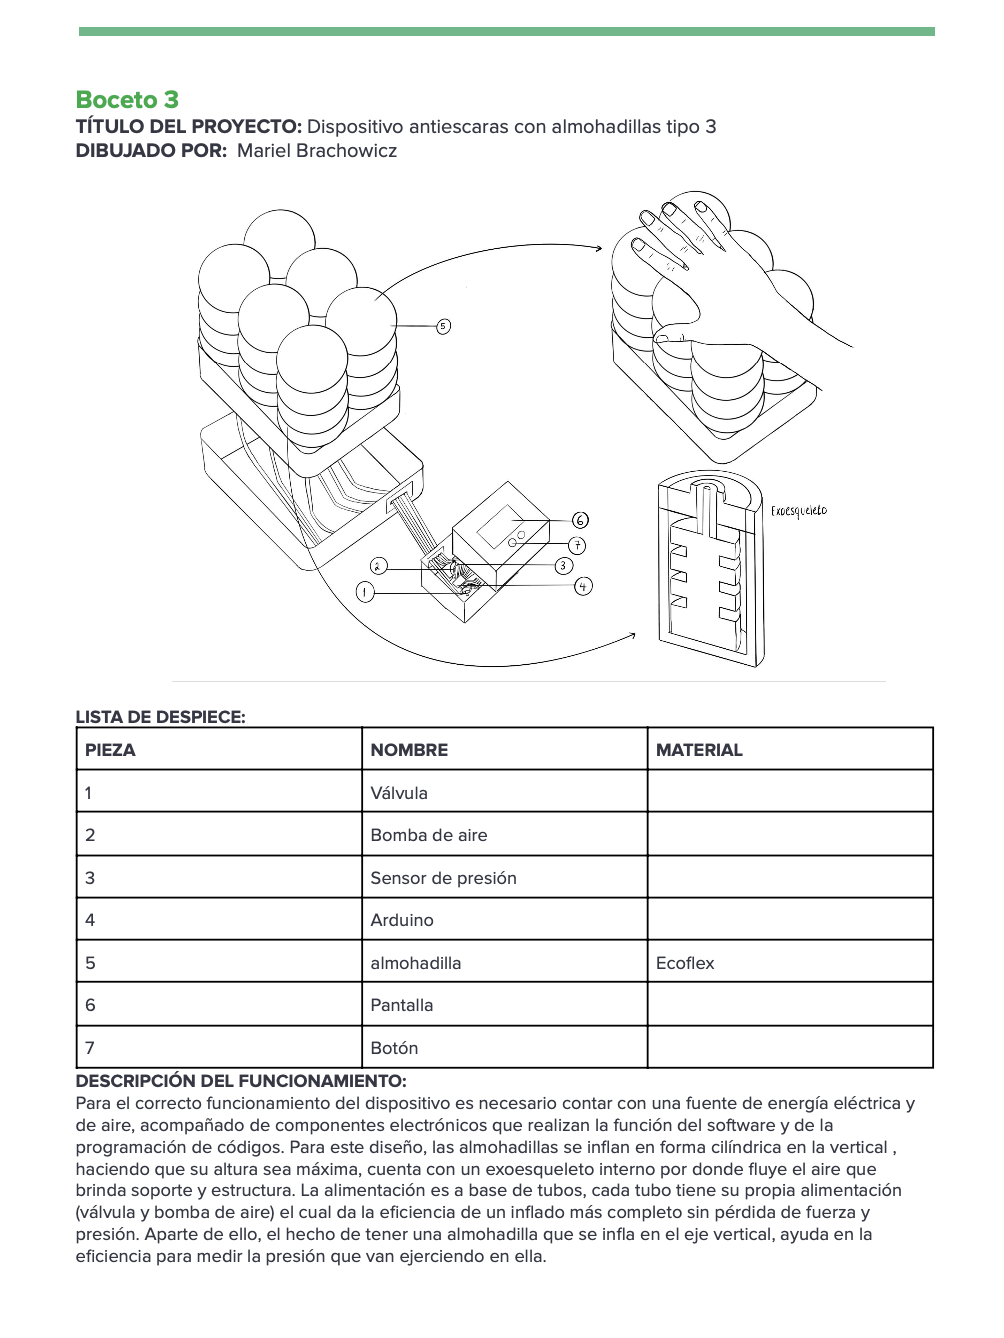 Boceto 3
TÍTULO DEL PROYECTO: Dispositivo antiescaras con almohadillas tipo 3
DIBUJADO POR: Mariel Brachowicz
5
6
7
2
3
4
1
Exoesqueleto
LISTA DE DESPIECE:
PIEZA NOMBRE MATERIAL
1 Válvula
2 Bomba de aire
3 Sensor de presión
4 Arduino
5 almohadilla Ecoflex
6 Pantalla
7 Botón
DESCRIPCIÓN DEL FUNCIONAMIENTO:
Para el correcto funcionamiento del dispositivo es necesario contar con una fuente de energía eléctrica y
de aire, acompañado de componentes electrónicos que realizan la función del software y de la
programación de códigos. Para este diseño, las almohadillas se inflan en forma cilíndrica en la vertical ,
haciendo que su altura sea máxima, cuenta con un exoesqueleto interno por donde fluye el aire que
brinda soporte y estructura. La alimentación es a base de tubos, cada tubo tiene su propia alimentación
(válvula y bomba de aire) el cual da la eficiencia de un inflado más completo sin pérdida de fuerza y
presión. Aparte de ello, el hecho de tener una almohadilla que se infla en el eje vertical, ayuda en la
eficiencia para medir la presión que van ejerciendo en ella.